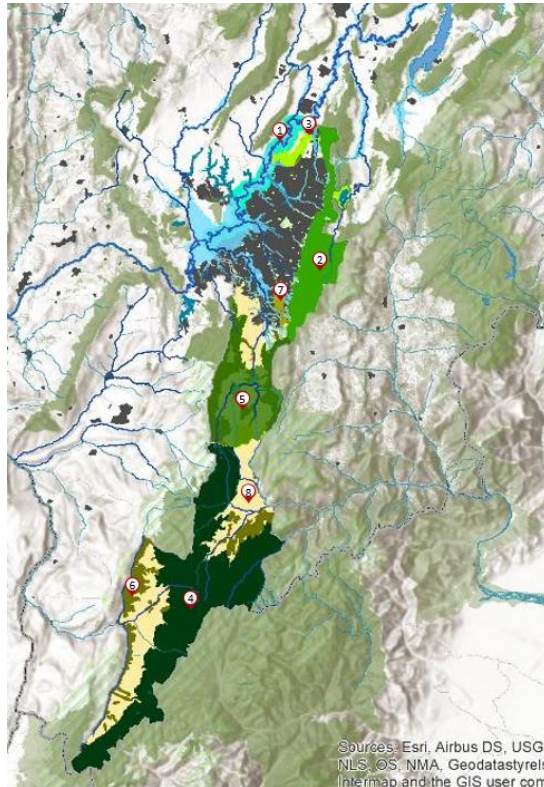 1
3
2
7
5
8
6
4
Sources: Esri, Airbus DS, USG
NLS, OS, NMA, Geodatastyrels
Intermap and the GIS user com